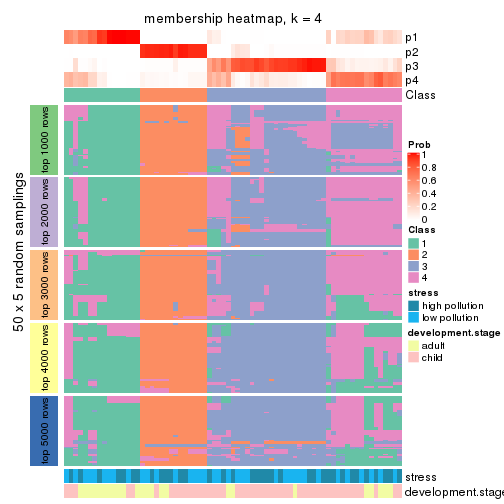 membership heatmap, k = 4
p1
p2
p3
p4
Class
50 x 5 random samplings
top 1000 rows
top 2000 rows
top 3000 rows
top 4000 rows
top 5000 rows
stress
development.stage
Prob
1
0.8
0.6
0.4
0.2
0
Class
1
2
3
4
stress
high pollution
low pollution
development.stage
adult
child